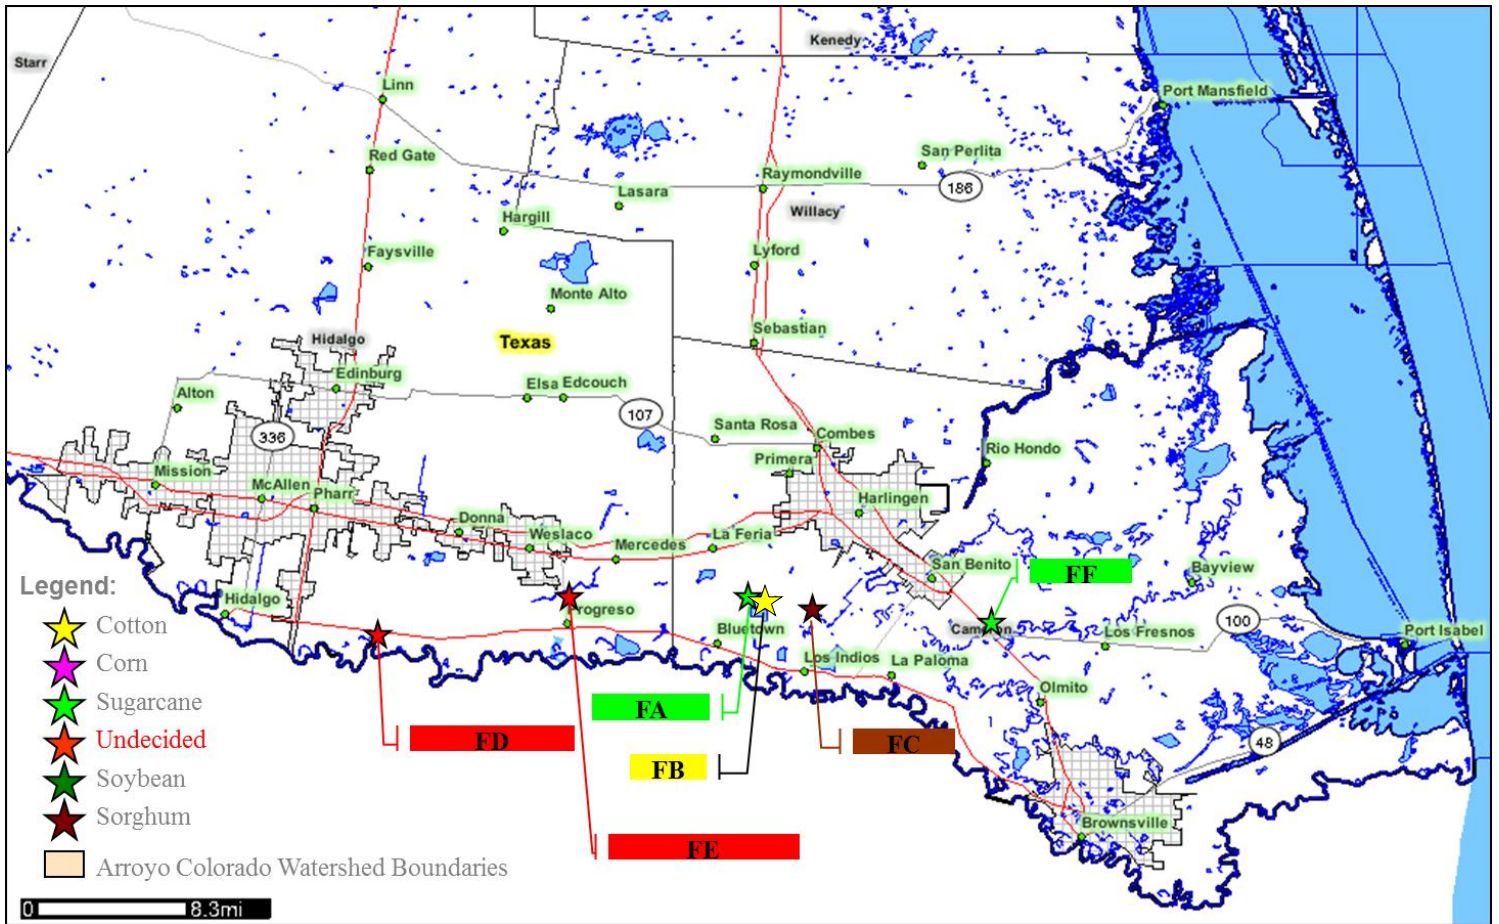 Kenedy
Starr
Linn
Port Mansfield
Red Gate
San Perlita
Raymondville
186
Lasara
Willacy
Hargill
Faysville
Lyford
Monte Alto
Sebastian
Hidalgo
Texas
Edinburg
Elsa Edcouch
Alton
107
Santa Rosa
Combes
336
Rio Hondo
Primera
Mission
McAllen
Pharr
Harlingen
Donna
Weslaco
La Feria
Mercedes
San Benito
FF
Bayview
Legend:
Hidalgo
Progreso
Cotton
Bluetown
Cameron
Los Fresnos
100
Port Isabel
Corn
Los Indios
La Paloma
Sugarcane
Olmito
FA
Undecided
FD
FC
48
FB
Soybean
Sorghum
Brownsville
FE
Arroyo Colorado Watershed Boundaries
0 8.3mi